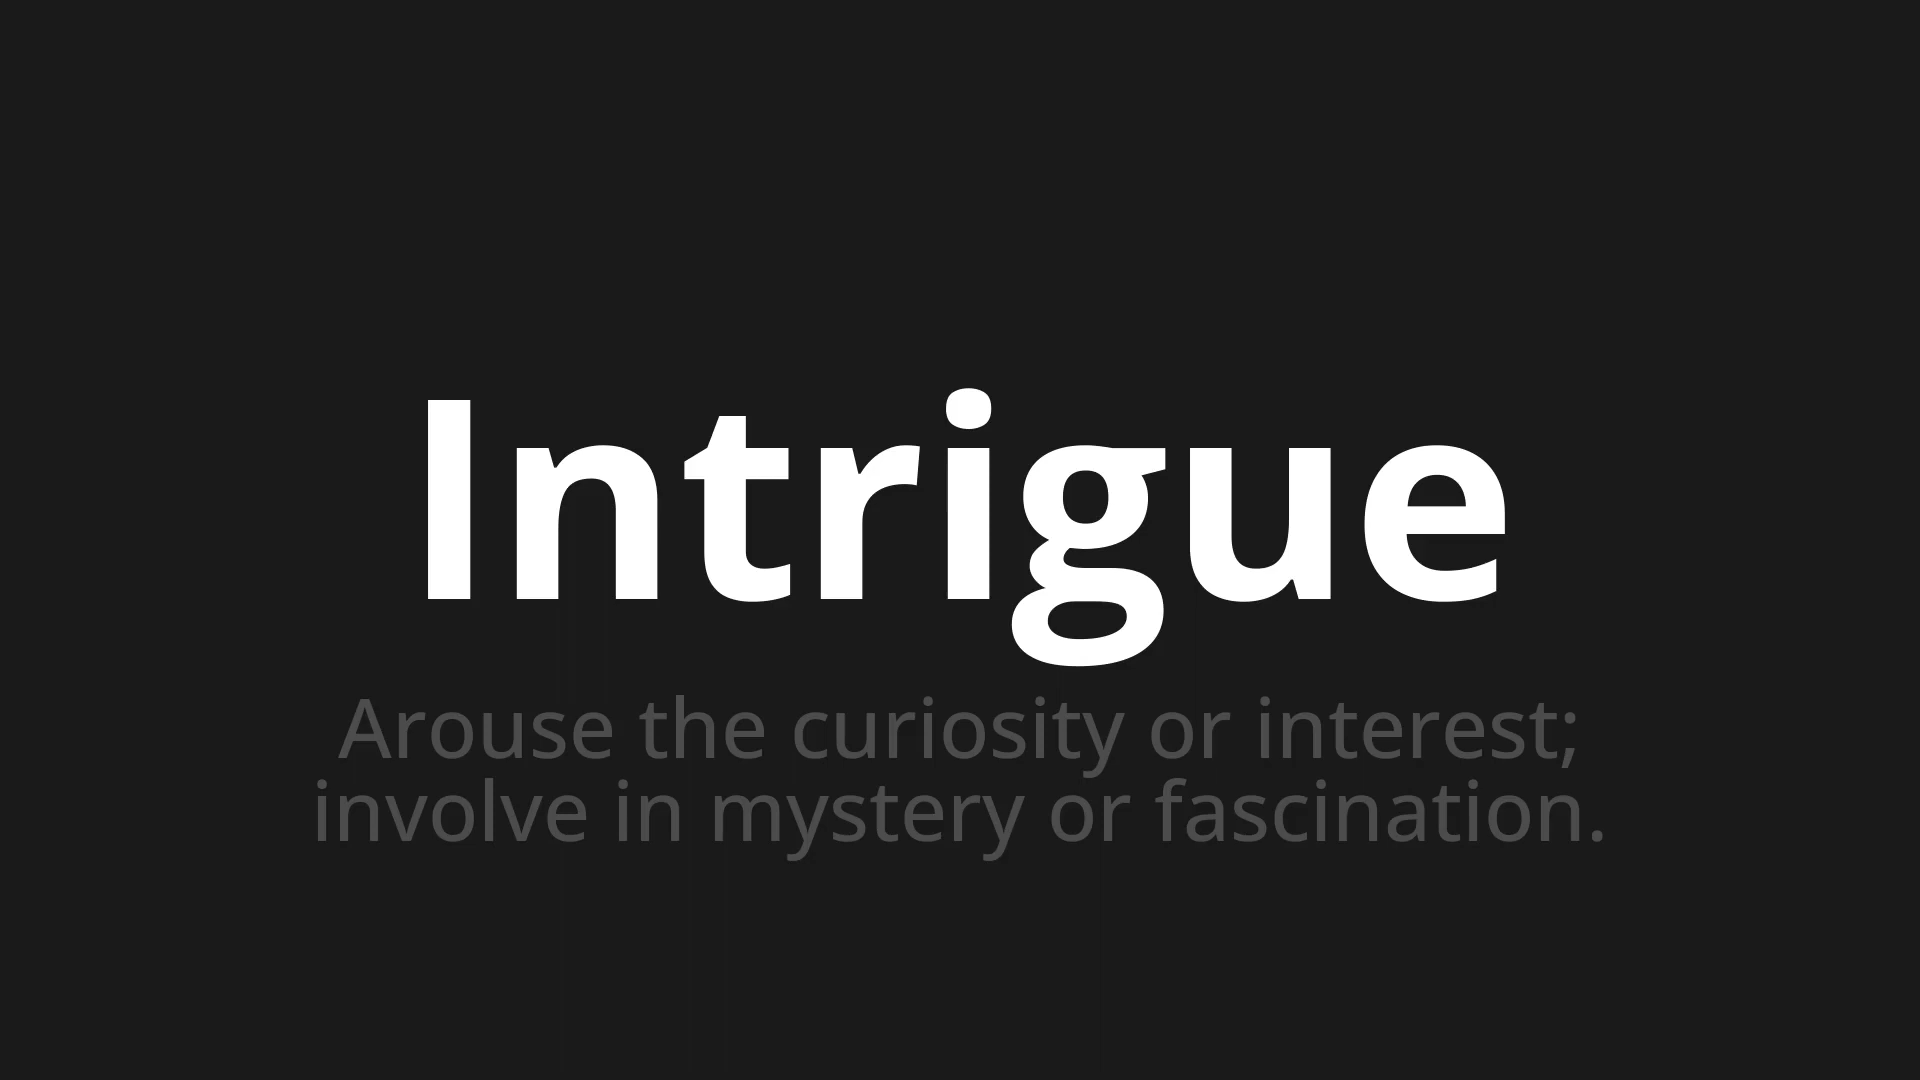 Intrigue
Arouse the curiosity or interest;
involve in mystery or fascination.